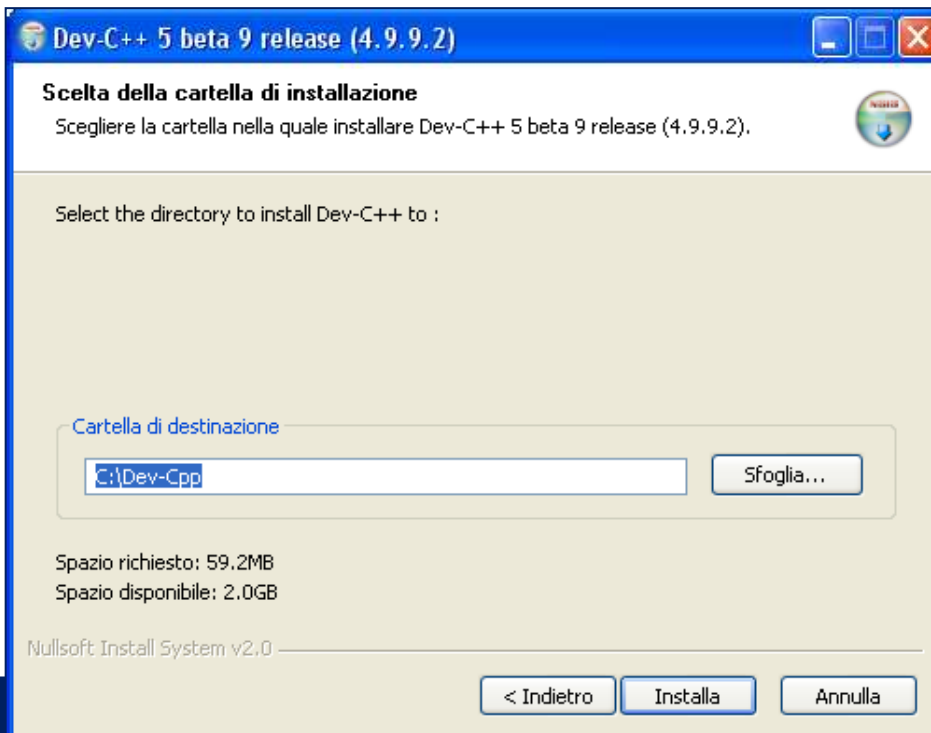 Dev-C++ 5 beta 9 release (4.9.9.2)
Scelta della cartella di installazione
Scegliere la cartella nella quale installare Dev-C++ 5 beta 9 release (4.9.9.2).
Select the directory to install Dev-C++ to :
Cartella di destinazione
C:\Dev-Cpp
Sfoglia...
Spazio richiesto: 59.2MB
Spazio disponibile: 2.0GB
Nullsoft Install System v2.0
< Indietro
Installa
Annulla